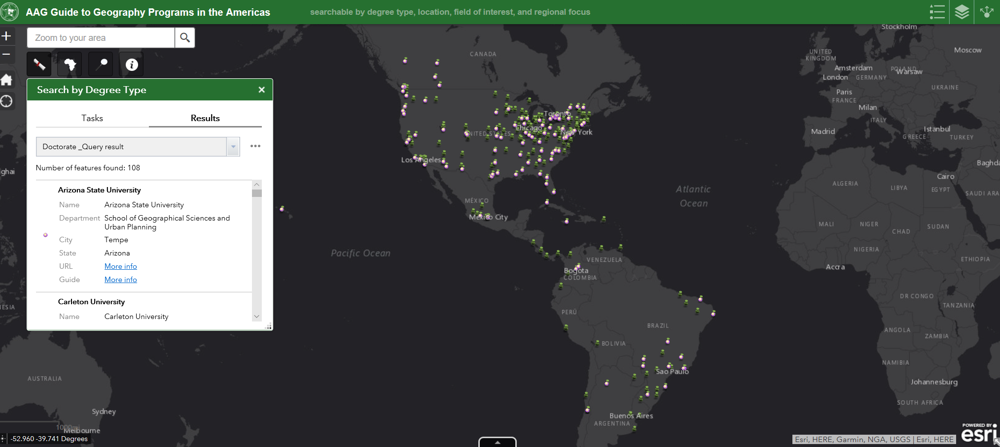 AAG Guide to Geography Programs in the Americas
searchable by degree type, location, field of interest, and regional focus
Zoom to your area
Search by Degree Type
Tasks
Results
Doctorate _Query result
Number of features found: 108
Arizona State University
Name Arizona State University
Department School of Geographical Sciences and
Urban Planning
City Tempe
State Arizona
URL More info
Guide More info
Carleton University
Name Carleton University
CANADA
UNITED STATES
Toronto
Chicago
New York
Los Angeles
MÉXICO
Mexico City
Pacific Ocean
Atlantic
Ocean
VENEZUELA
Bogota
COLOMBIA
PERÚ
BRAZIL
BOLIVIA
Sao Paulo
Buenos Aires
ARGENTINA
Stockholm
Moscow
UNITED
KINGDOM
Amsterdam
POLAND
Warsaw
London
GERMANY
UKRAINE
Paris
FRANCE
Milan
ITALY
Istanbul
Madrid
GREECE
TURKEY
Baghda
Cairo
ALGERIA
LIBYA
EGYPT
SAUDI ARA
MALI
NIGER
CHAD
SUDAN
NIGERIA
ETHIOPIA
Accra
DR CONGO
TANZANIA
ANGOLA
ZAMBIA
NAMIBIA
Johannesburg
SOUTH AFRICA
ghai
ESIA
AUSTRALIA
Sydney
1000mi
Melbourne
-52.960 -39.741 Degrees
Esri, HERE, Garmin, NGA, USGS | Esri, HERE
POWERED BY
esri